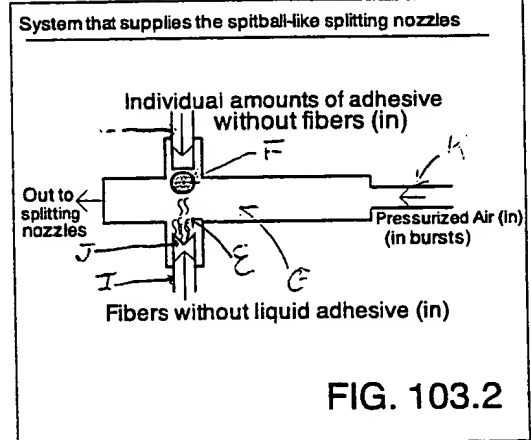 System that supplies the spitball-like splitting nozzles
Individual amounts of adhesive
without fibers (in)
F
K
Out to
splitting
nozzles
Pressurized Air (in)
(in bursts)
J
E
G
I
Fibers without liquid adhesive (in)
FIG. 103.2